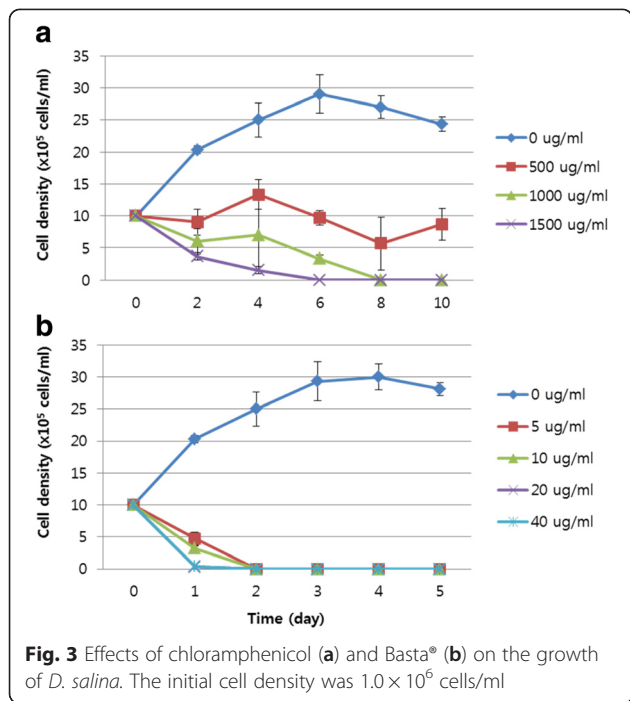 a
35
30
25
20
15
10
5
0
Cell density (x10⁵ cells/ml)
0 2 4 6 8 10
0 ug/ml
500 ug/ml
1000 ug/ml
1500 ug/ml
b
35
30
25
20
15
10
5
0
Cell density (x10⁵ cells/ml)
0 1 2 3 4 5
Time (day)
0 ug/ml
5 ug/ml
10 ug/ml
20 ug/ml
40 ug/ml
Fig. 3 Effects of chloramphenicol (a) and Basta® (b) on the growth
of D. salina. The initial cell density was 1.0 × 10⁶ cells/ml